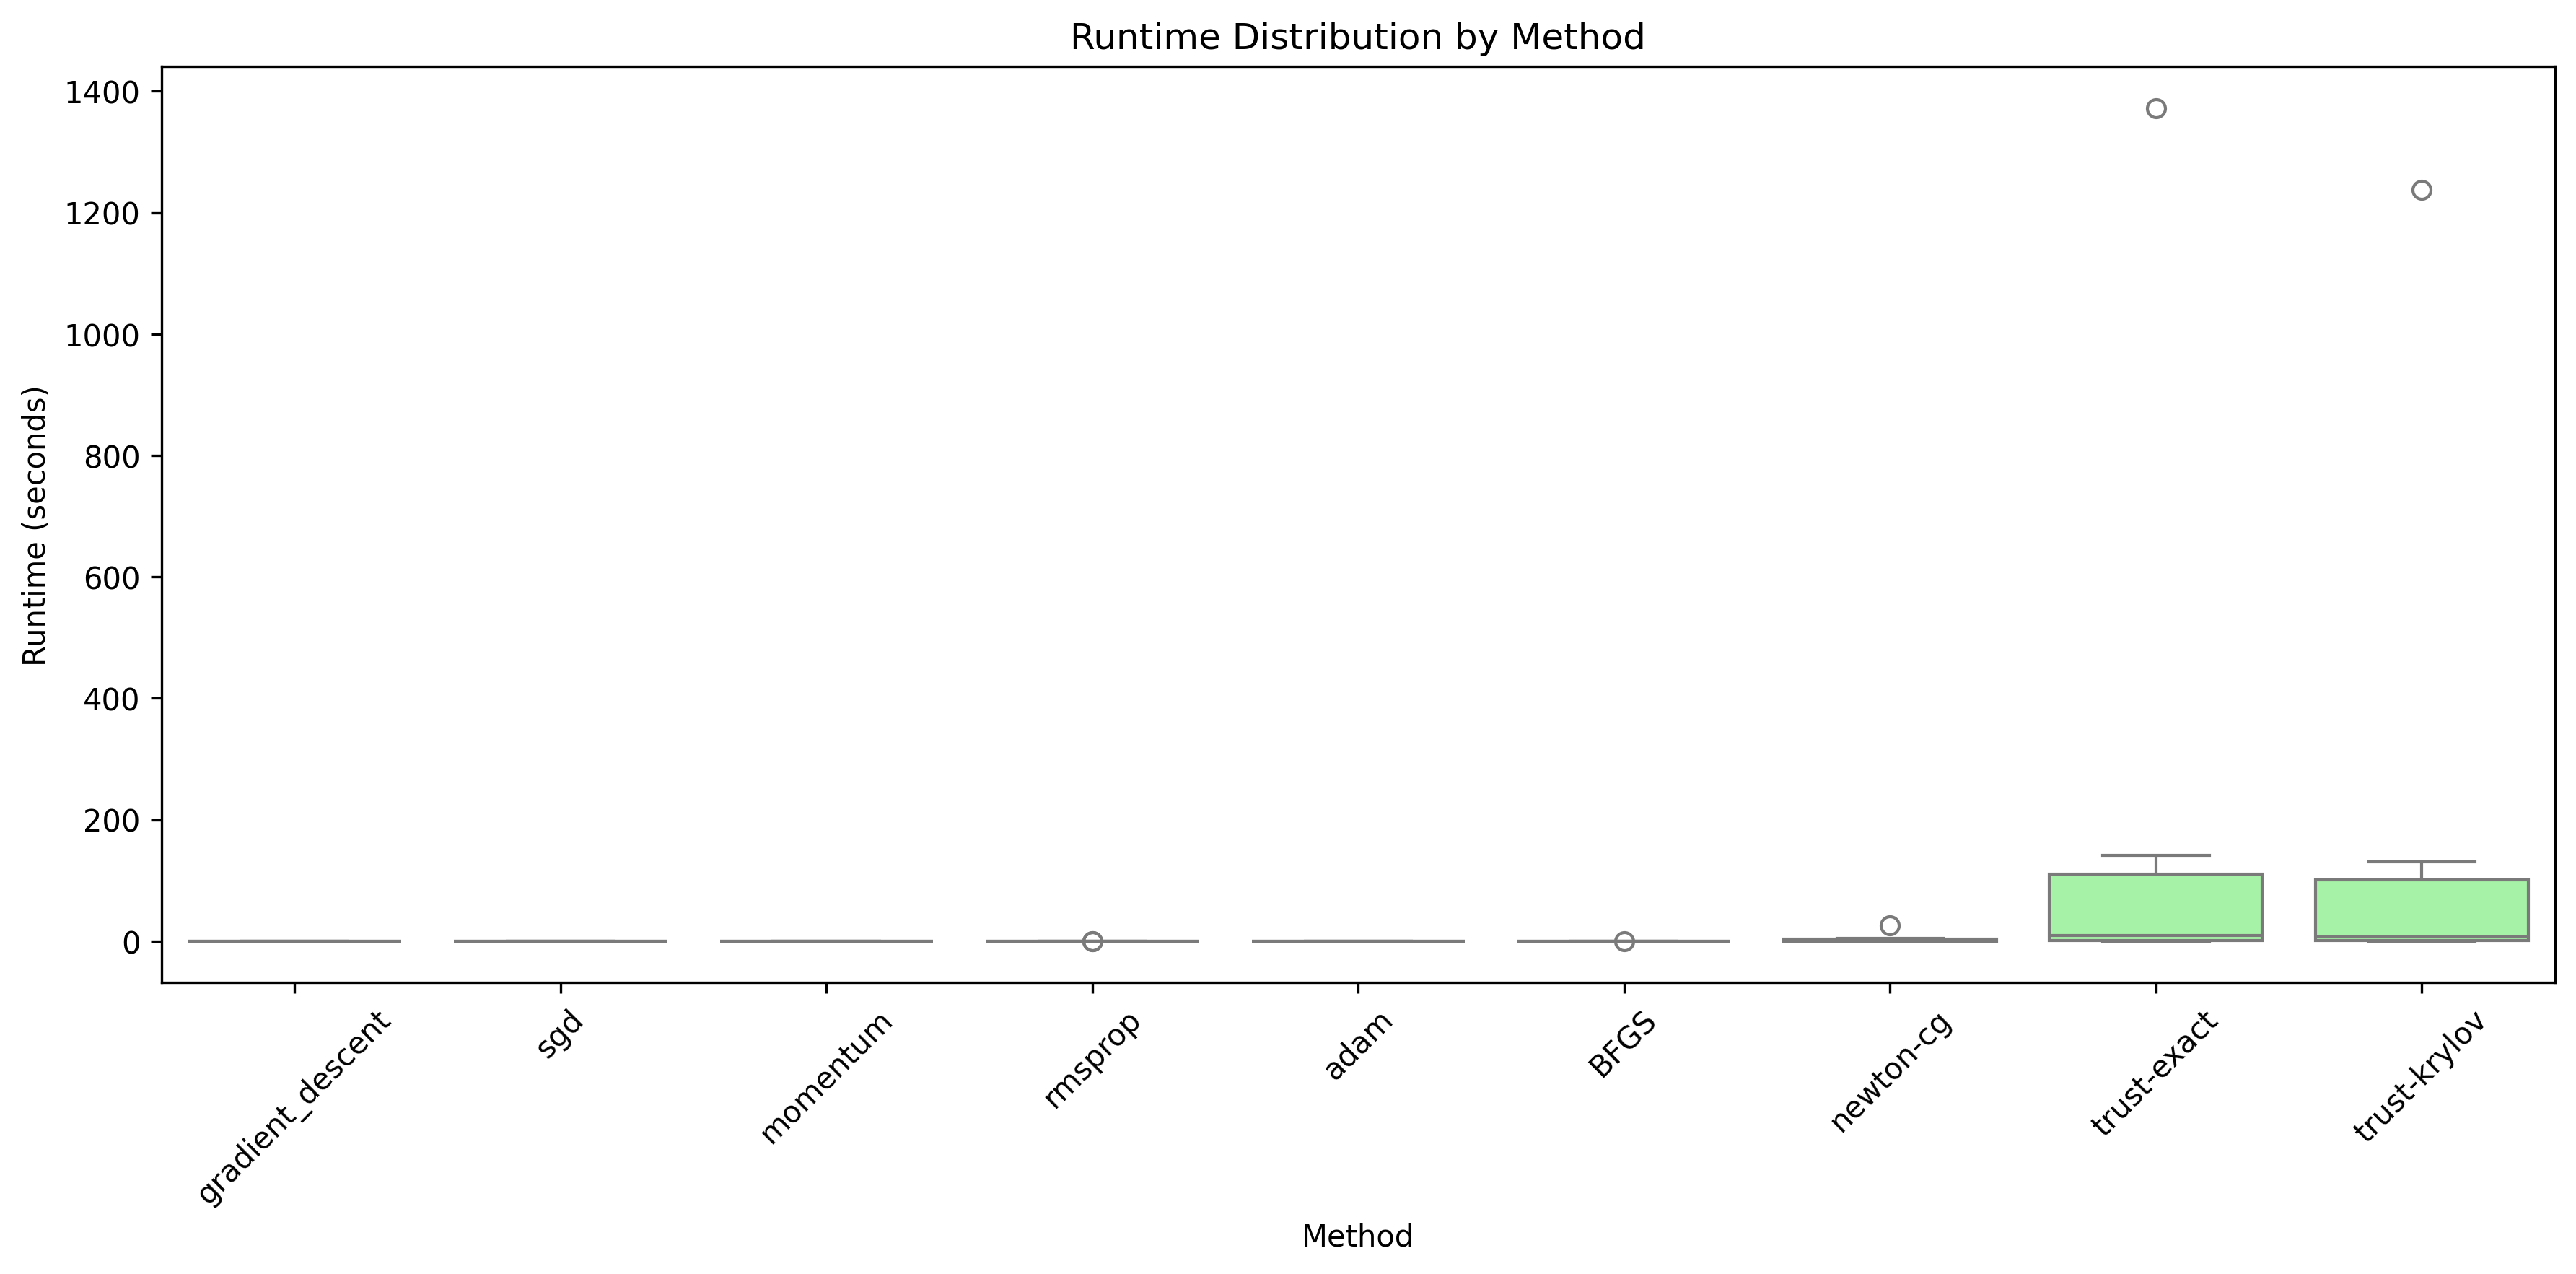 Runtime Distribution by Method
1400
1200
1000
800
600
400
200
0
Runtime (seconds)
gradient_descent
sgd
momentum
rmsprop
adam
BFGS
newton-cg
trust-exact
trust-krylov
Method